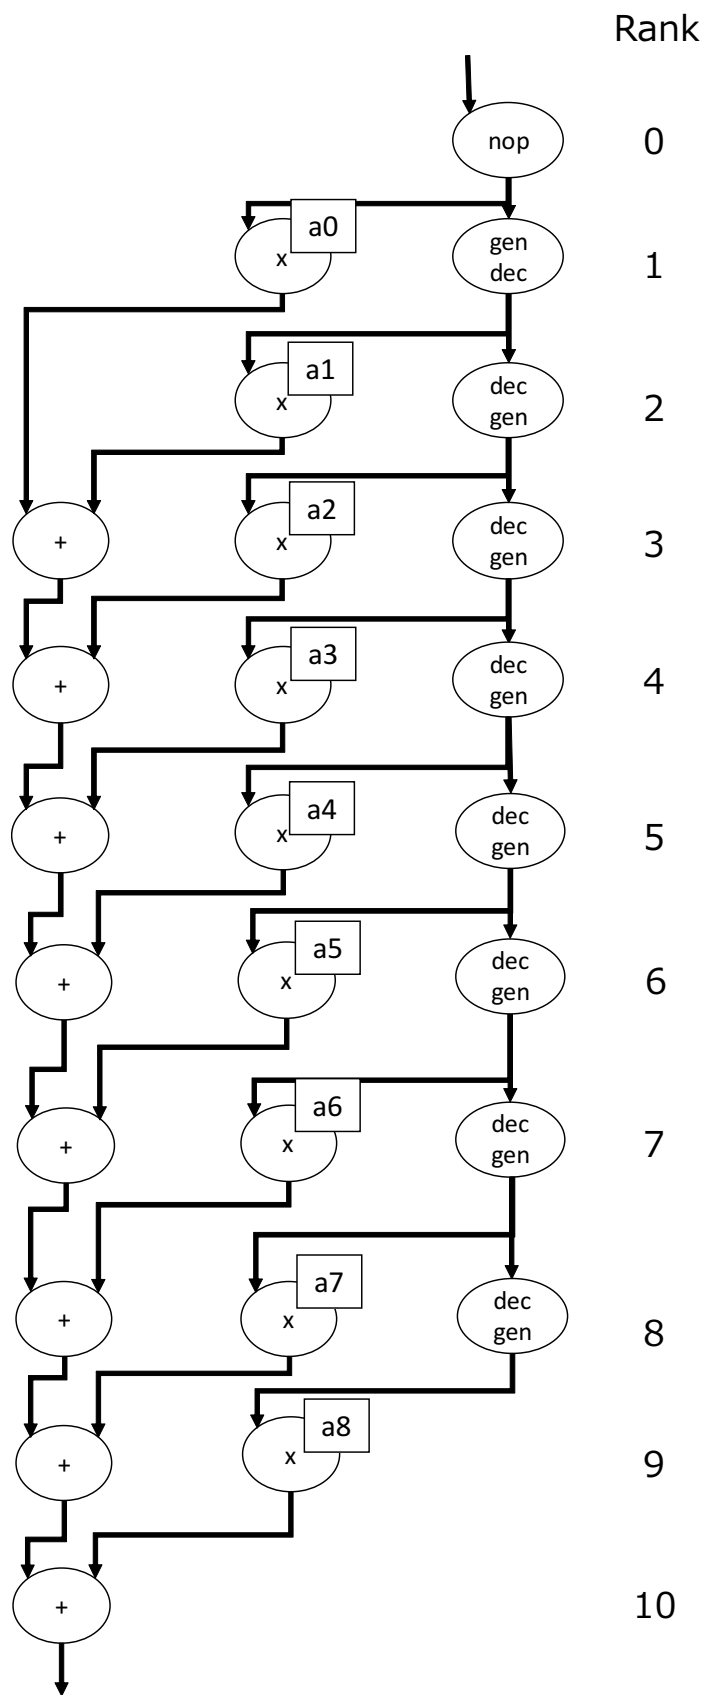 Rank
nop
0
a0
x
gen
dec
1
a1
x
dec
gen
2
+
a2
x
dec
gen
3
+
a3
x
dec
gen
4
+
a4
x
dec
gen
5
+
a5
x
dec
gen
6
+
a6
x
dec
gen
7
+
a7
x
dec
gen
8
+
a8
x
9
+
10